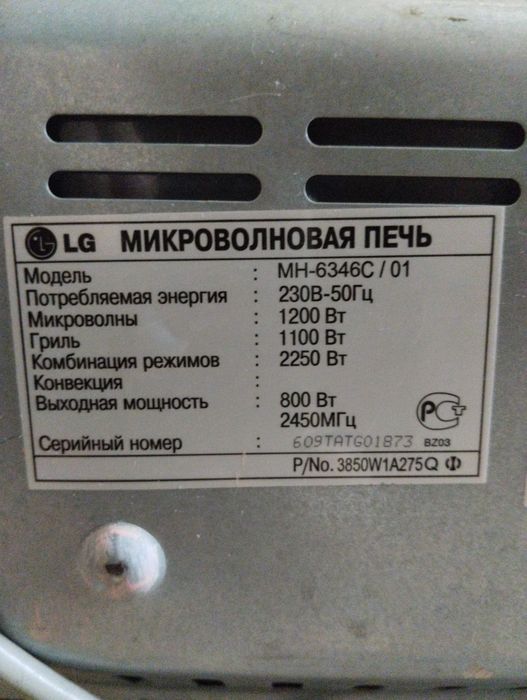 LG МИКРОВОЛНОВАЯ ПЕЧЬ
Модель : MH-6346C / 01
Потребляемая энергия : 230В-50Гц
Микроволны : 1200 Вт
Гриль : 1100 Вт
Комбинация режимов : 2250 Вт
Конвекция :
Выходная мощность : 800 Вт
2450МГц
Серийный номер : 609TATG01873 BZ03
P/No. 3850W1A275Q